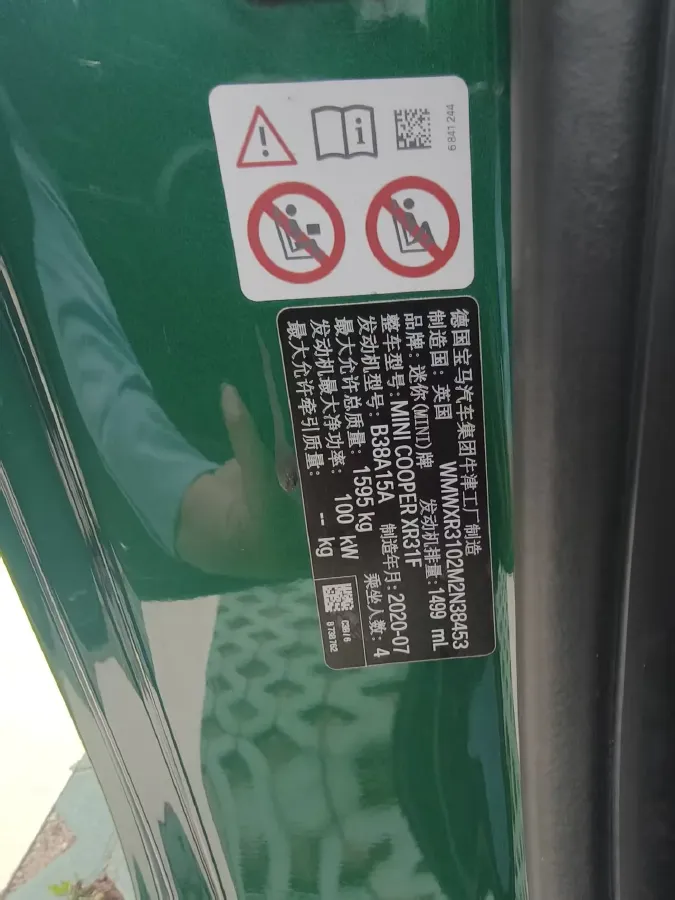 6 841 244
德国宝马汽车集团牛津工厂制造
制造国：英国 WMWXR3102M2N38453
品牌：迷你(MINI)牌 发动机排量：1499 mL
整车型号：MINI COOPER XR31F
发动机型号：B38A15A 制造年月：2020-07
最大允许总质量：1595 kg 乘坐人数：4
发动机最大净功率：100 kW
最大允许牵引质量：-- kg